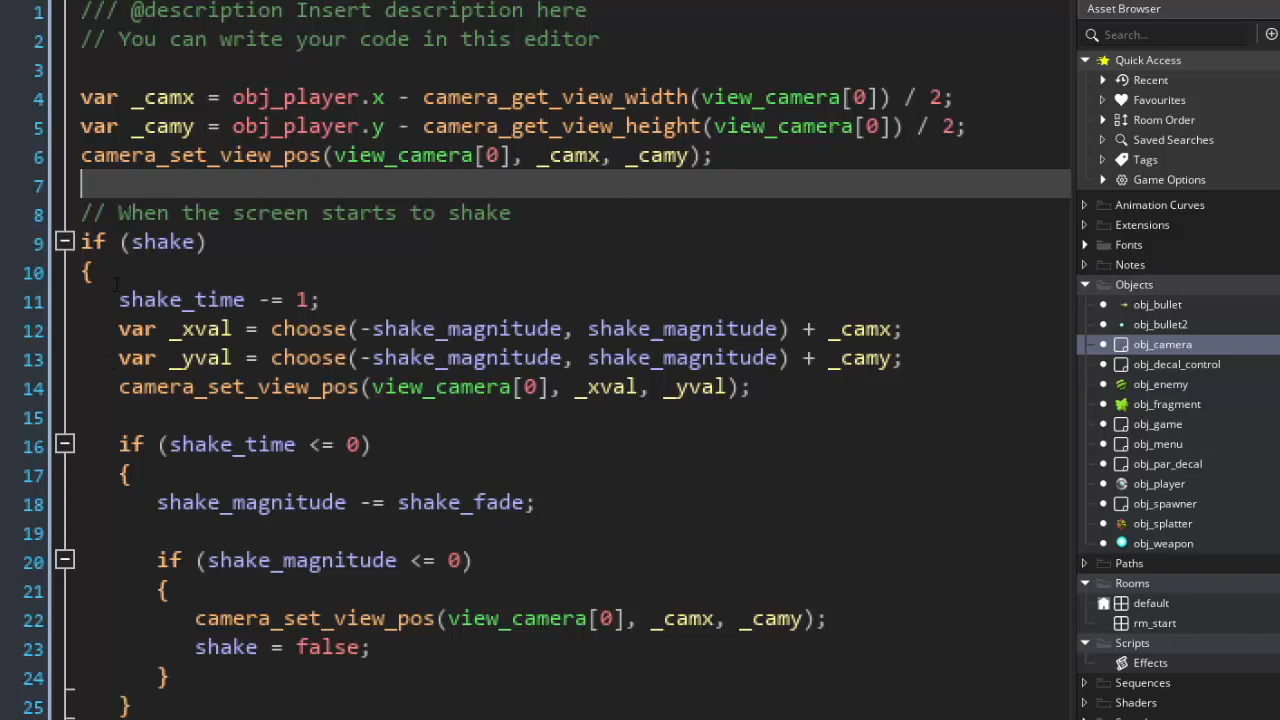 1 /// @description Insert description here
2 // You can write your code in this editor
3
4 var _camx = obj_player.x - camera_get_view_width(view_camera[0]) / 2;
5 var _camy = obj_player.y - camera_get_view_height(view_camera[0]) / 2;
6 camera_set_view_pos(view_camera[0], _camx, _camy);
7
8 // When the screen starts to shake
9 if (shake)
10 {
11 shake_time -= 1;
12 var _xval = choose(-shake_magnitude, shake_magnitude) + _camx;
13 var _yval = choose(-shake_magnitude, shake_magnitude) + _camy;
14 camera_set_view_pos(view_camera[0], _xval, _yval);
15
16 if (shake_time <= 0)
17 {
18 shake_magnitude -= shake_fade;
19
20 if (shake_magnitude <= 0)
21 {
22 camera_set_view_pos(view_camera[0], _camx, _camy);
23 shake = false;
24 }
25 }
Asset Browser
Search...
Quick Access
Recent
Favourites
Room Order
Saved Searches
Tags
Game Options
Animation Curves
Extensions
Fonts
Notes
Objects
obj_bullet
obj_bullet2
obj_camera
obj_decal_control
obj_enemy
obj_fragment
obj_game
obj_menu
obj_par_decal
obj_player
obj_spawner
obj_splatter
obj_weapon
Paths
Rooms
default
rm_start
Scripts
Effects
Sequences
Shaders